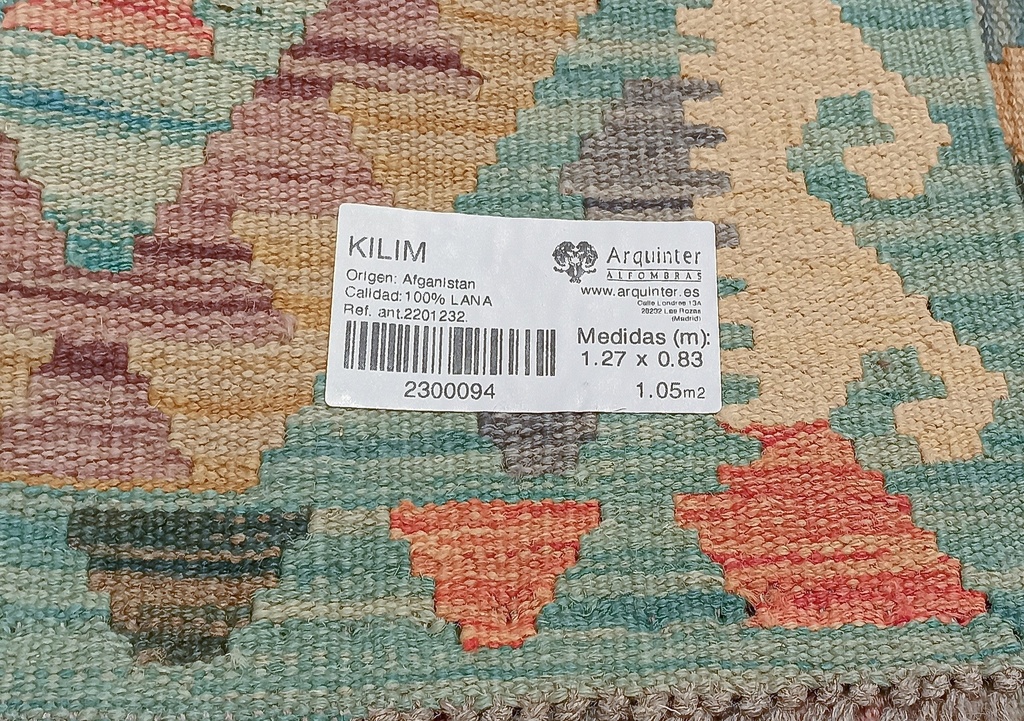 KILIM
Origen: Afganistan
Calidad:100% LANA
Ref. ant.2201232.
2300094
Arquinter
ALFOMBRAS
www.arquinter.es
Calle Londres 13A
28232 Las Rozas
(Madrid)
Medidas (m):
1.27 x 0.83
1.05m2